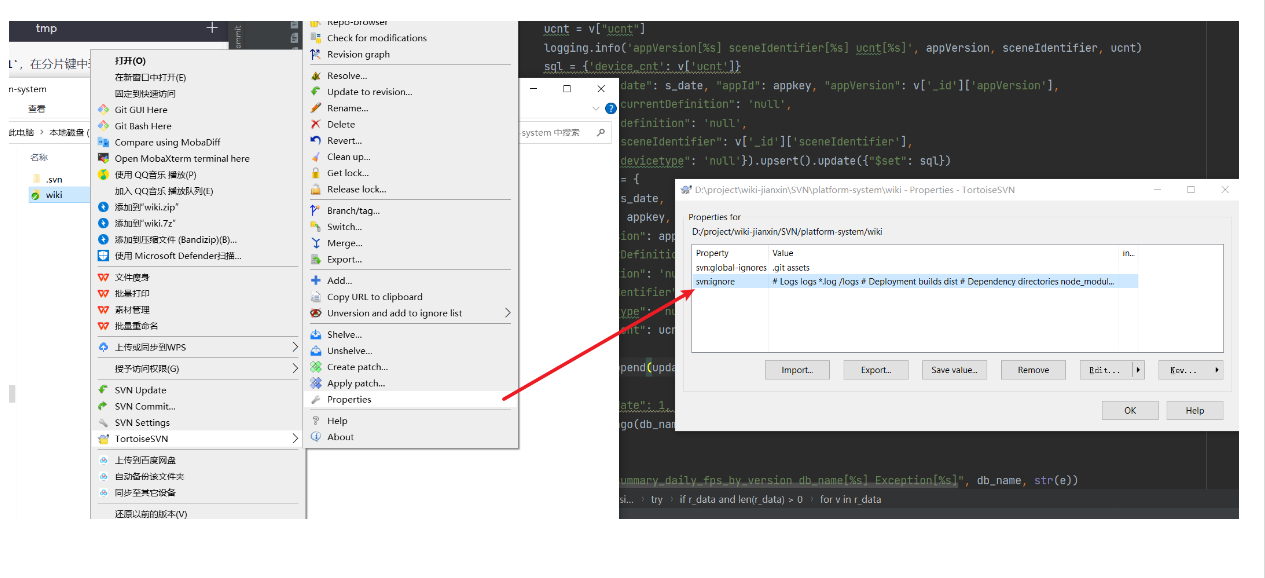 tmp
1`，在分片键中
n-system
查看
此电脑 > 本地磁盘 (
名称
.svn
wiki
打开(O)
在新窗口中打开(E)
固定到快速访问
Git GUI Here
Git Bash Here
Compare using MobaDiff
Open MobaXterm terminal here
使用 QQ音乐 播放(P)
加入 QQ音乐 播放队列(E)
添加到"wiki.zip"
添加到"wiki.7z"
添加到压缩文件 (Bandizip)(B)...
使用 Microsoft Defender扫描...
文件瘦身
批量打印
素材管理
批量重命名
上传或同步到WPS
授予访问权限(G)
SVN Update
SVN Commit...
SVN Settings
TortoiseSVN
上传到百度网盘
自动备份该文件夹
同步至其它设备
还原以前的版本(V)
ommit
Repo-browser
Check for modifications
Revision graph
Resolve...
Update to revision...
Rename...
Delete
Revert...
Clean up...
Get lock...
Release lock...
Branch/tag...
Switch...
Merge...
Export...
Add...
Copy URL to clipboard
Unversion and add to ignore list
Shelve...
Unshelve...
Create patch...
Apply patch...
Properties
Help
About
-system 中搜索
ucnt = v["ucnt"]
logging.info('appVersion[%s] sceneIdentifier[%s] ucnt[%s]', appVersion, sceneIdentifier, ucnt)
sql = {'device_cnt': v['ucnt']}
date": s_date, "appId": appkey, "appVersion": v['_id']['appVersion'],
currentDefinition": 'null',
definition": 'null',
sceneIdentifier": v['_id']['sceneIdentifier'],
devicetype": 'null'}).upsert().update({"$set": sql})
= {
s_date,
appkey,
ion": app
Definition
ion": 'nu
entifier"
type": nu
nt": ucn
pend(upda
ate": 1,
go(db_nam
D:\project\wiki-jianxin\SVN\platform-system\wiki - Properties - TortoiseSVN
Properties for
D:/project/wiki-jianxin/SVN/platform-system/wiki
Property Value in...
svn:global-ignores .git assets
svn:ignore # Logs logs *.log /logs # Deployment builds dist # Dependency directories node_modul...
Import... Export... Save value... Remove Edit... New...
OK Help
ummary_daily_fps_by_version db_name[%s] Exception[%s]", db_name, str(e))
si... > try > if r_data and len(r_data) > 0 > for v in r_data